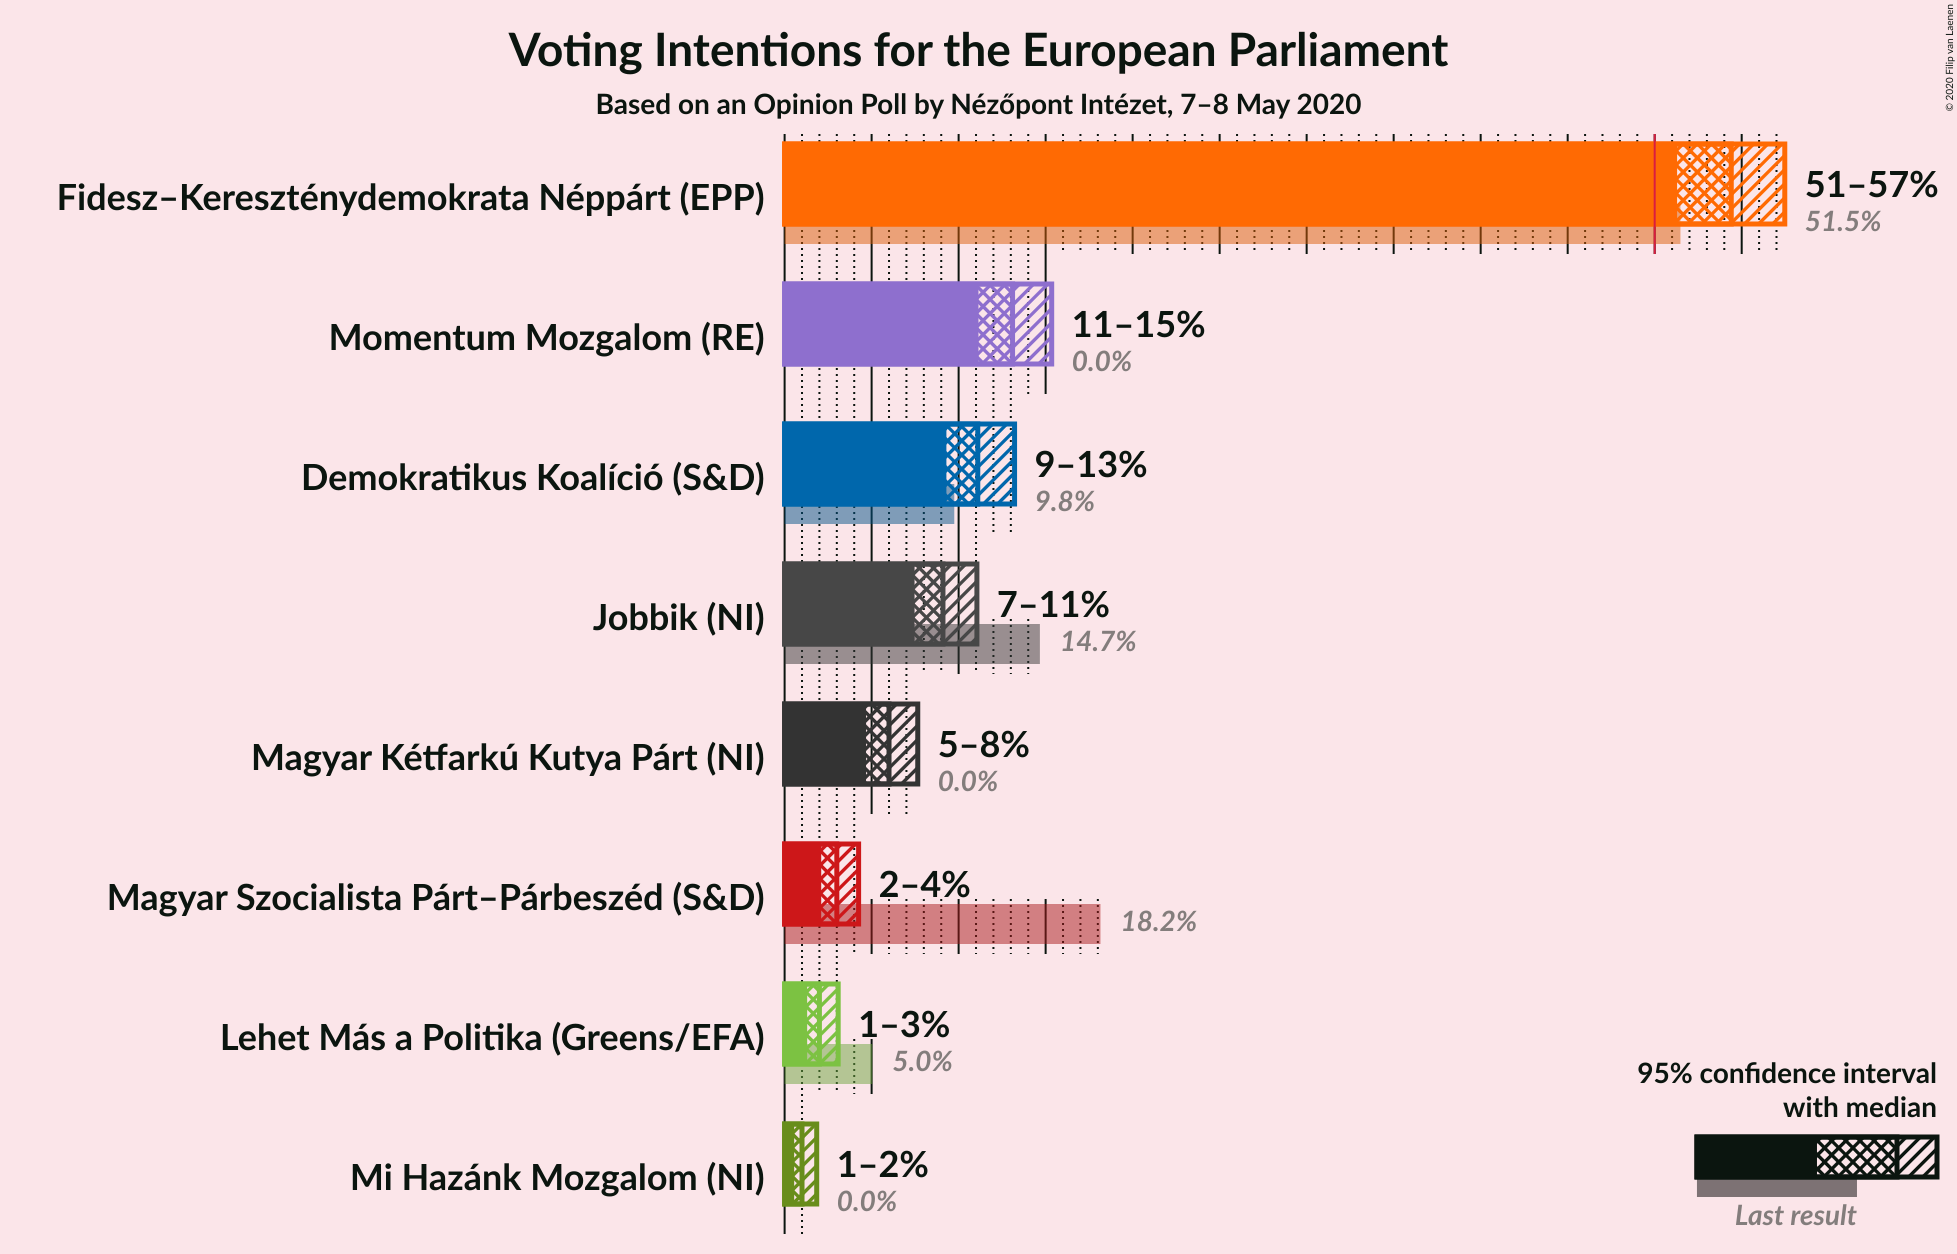 Voting Intentions for the European Parliament
Based on an Opinion Poll by Nézőpont Intézet, 7–8 May 2020
© 2020 Filip van Laenen
Fidesz–Kereszténydemokrata Néppárt (EPP)
51–57%
51.5%
Momentum Mozgalom (RE)
11–15%
0.0%
Demokratikus Koalíció (S&D)
9–13%
9.8%
Jobbik (NI)
7–11%
14.7%
Magyar Kétfarkú Kutya Párt (NI)
5–8%
0.0%
Magyar Szocialista Párt–Párbeszéd (S&D)
2–4%
18.2%
Lehet Más a Politika (Greens/EFA)
1–3%
5.0%
Mi Hazánk Mozgalom (NI)
1–2%
0.0%
95% confidence interval
with median
Last result